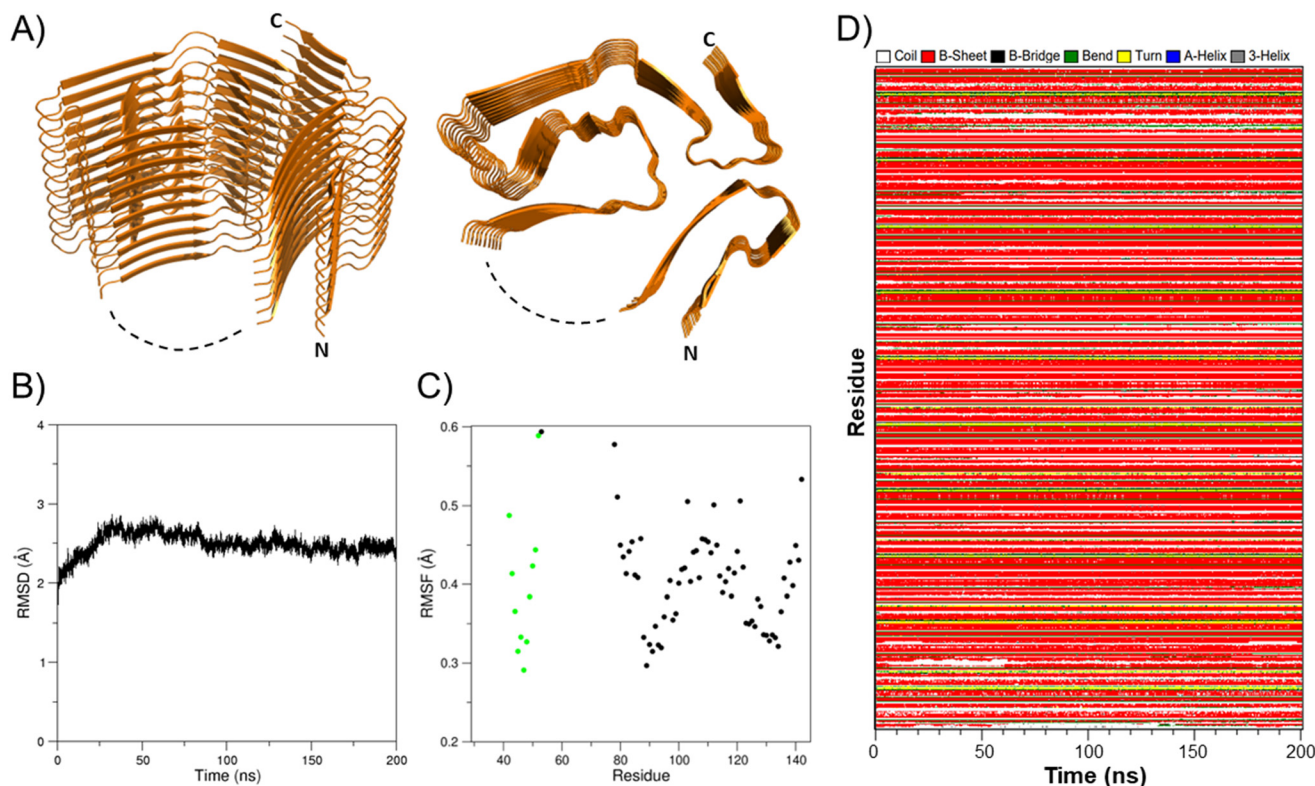 A)
C
N
C
N
B)
4
3
2
1
0
RMSD (Å)
0 50 100 150 200
Time (ns)
C)
0.6
0.5
0.4
0.3
0.2
RMSF (Å)
40 60 80 100 120 140
Residue
D)
Coil B-Sheet B-Bridge Bend Turn A-Helix 3-Helix
Residue
0 50 100 150 200
Time (ns)